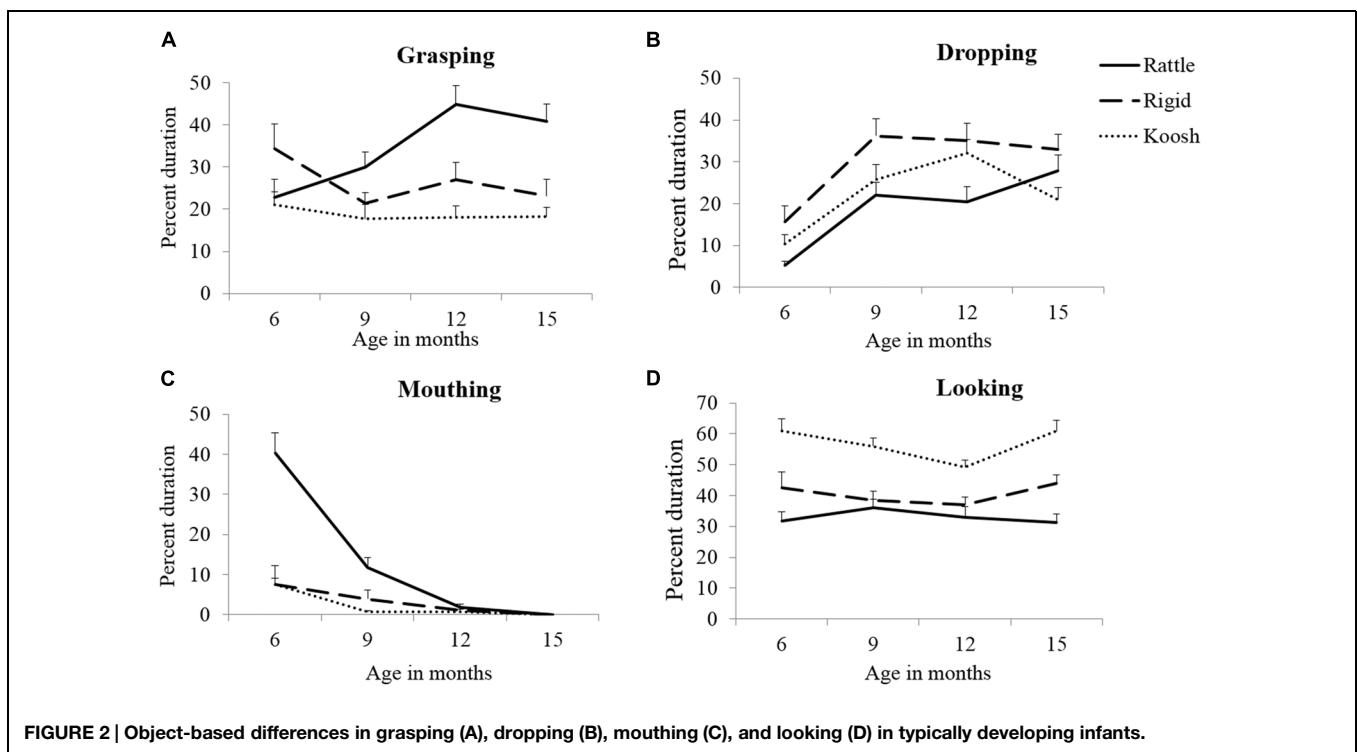 A
Grasping
50
40
30
20
10
0
Percent duration
6 9 12 15
Age in months
B
Dropping
50
40
30
20
10
0
Percent duration
6 9 12 15
Age in months
Rattle
Rigid
Koosh
C
Mouthing
50
40
30
20
10
0
Percent duration
6 9 12 15
Age in months
D
Looking
70
60
50
40
30
20
10
0
Percent duration
6 9 12 15
Age in months
FIGURE 2 | Object-based differences in grasping (A), dropping (B), mouthing (C), and looking (D) in typically developing infants.